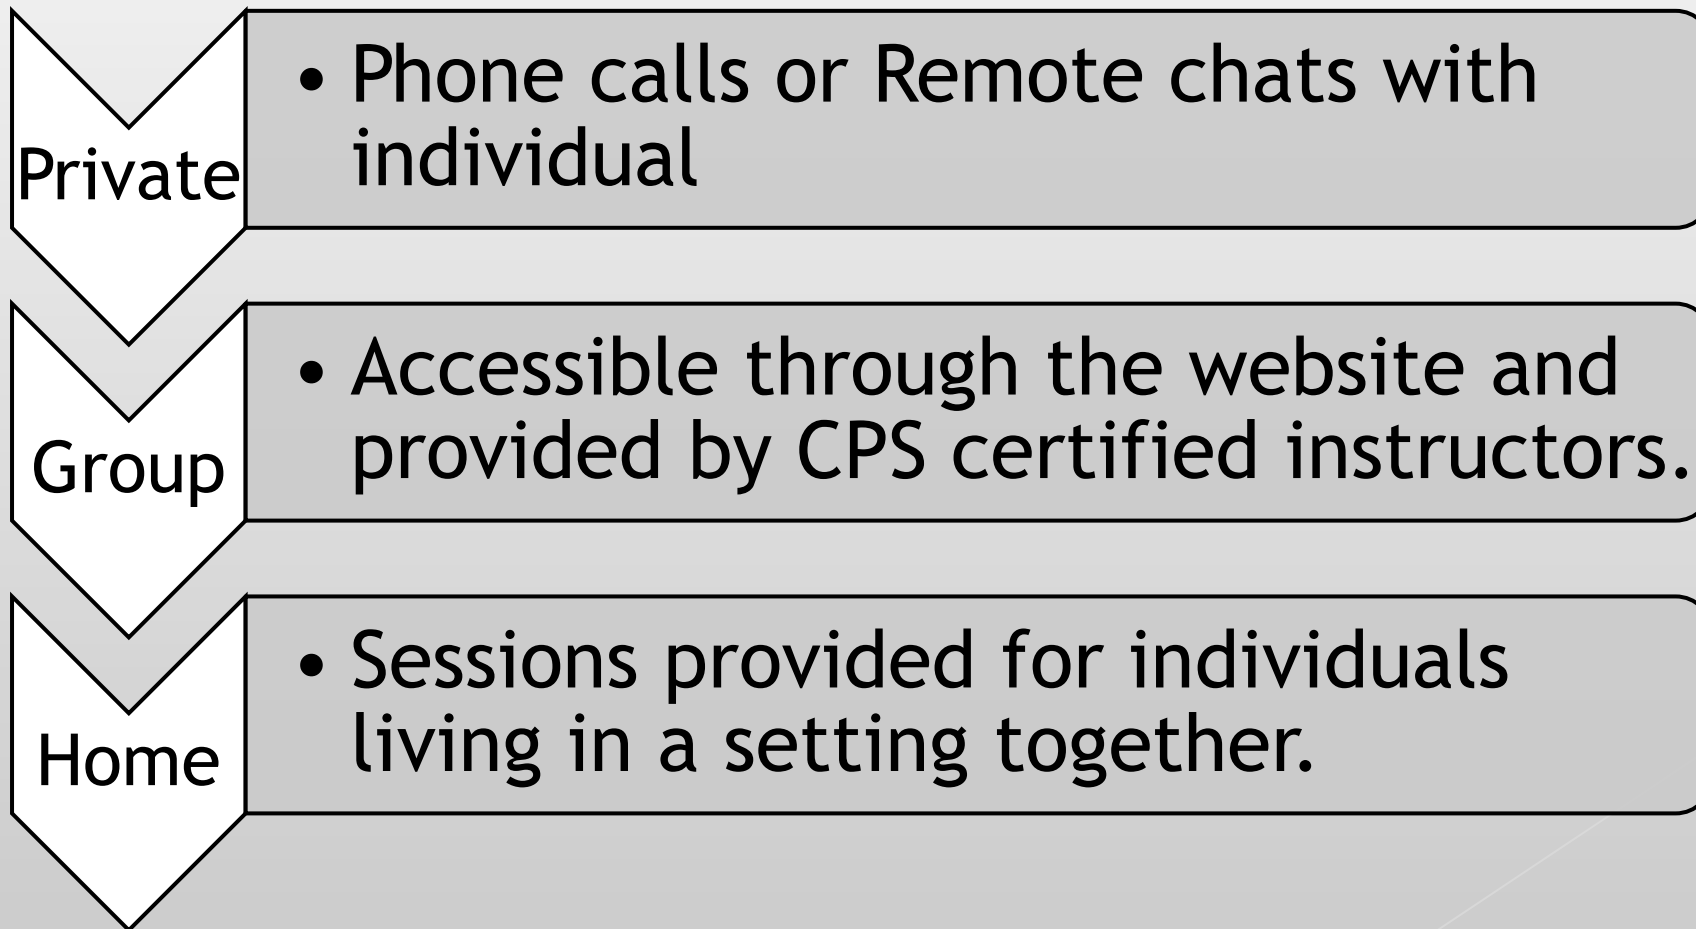 Private
• Phone calls or Remote chats with
individual
Group
• Accessible through the website and
provided by CPS certified instructors.
Home
• Sessions provided for individuals
living in a setting together.